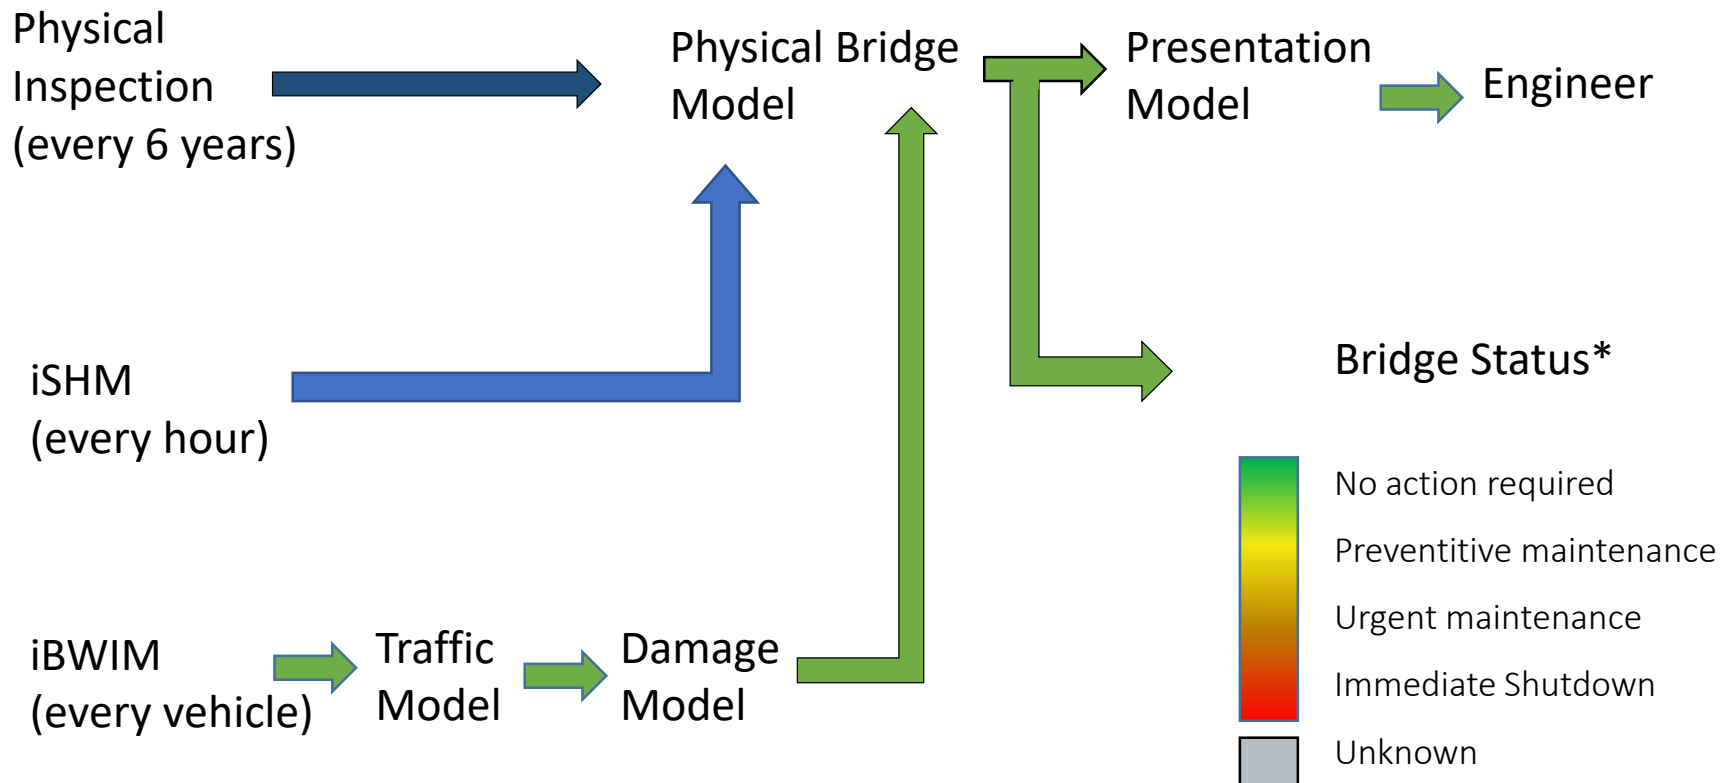 Physical
Inspection
(every 6 years)
Physical Bridge
Model
Presentation
Model
Engineer
iSHM
(every hour)
Bridge Status*
No action required
Preventitive maintenance
Urgent maintenance
Immediate Shutdown
Unknown
iBWIM
(every vehicle)
Traffic
Model
Damage
Model